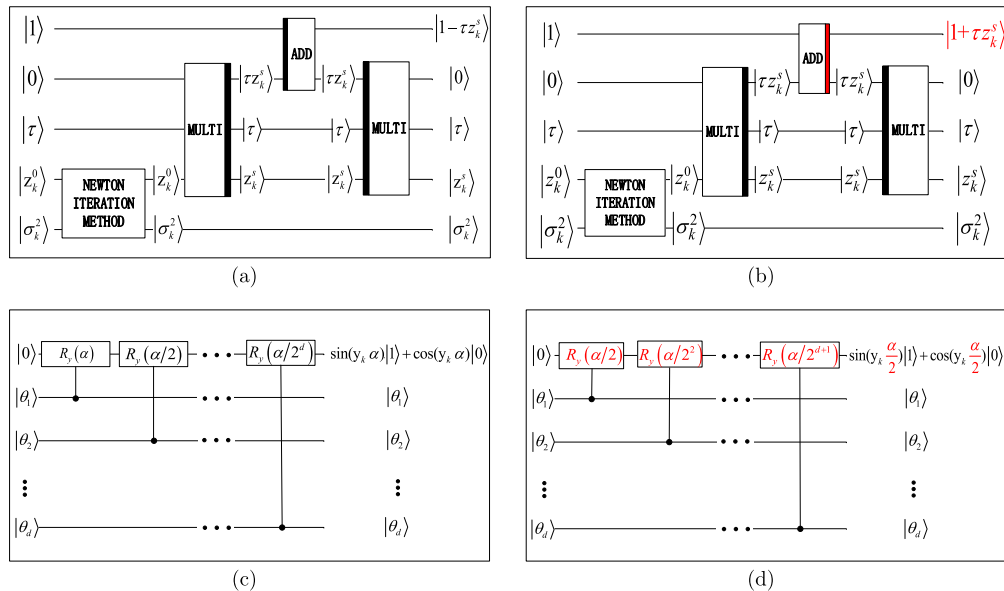 |1⟩ ADD |1−τz_k^s⟩
|0⟩ |τz_k^s⟩ |τz_k^s⟩ |0⟩
|τ⟩ MULTI |τ⟩ |τ⟩ MULTI |τ⟩
|z_k^0⟩ NEWTON ITERATION METHOD |z_k^0⟩ |z_k^s⟩ |z_k^s⟩ |z_k^s⟩
|σ_k^2⟩ |σ_k^2⟩ |σ_k^2⟩
(a)
|1⟩ ADD |1+τz_k^s⟩
|0⟩ |τz_k^s⟩ |τz_k^s⟩ |0⟩
|τ⟩ MULTI |τ⟩ |τ⟩ MULTI |τ⟩
|z_k^0⟩ NEWTON ITERATION METHOD |z_k^0⟩ |z_k^s⟩ |z_k^s⟩ |z_k^s⟩
|σ_k^2⟩ |σ_k^2⟩ |σ_k^2⟩
(b)
|0⟩ R_y(α) R_y(α/2) ••• R_y(α/2^d) sin(y_k α)|1⟩+cos(y_k α)|0⟩
|θ_1⟩ ••• |θ_1⟩
|θ_2⟩ ••• |θ_2⟩
|θ_d⟩ ••• |θ_d⟩
(c)
|0⟩ R_y(α/2) R_y(α/2^2) ••• R_y(α/2^{d+1}) sin(y_k α/2)|1⟩+cos(y_k α/2)|0⟩
|θ_1⟩ ••• |θ_1⟩
|θ_2⟩ ••• |θ_2⟩
|θ_d⟩ ••• |θ_d⟩
(d)